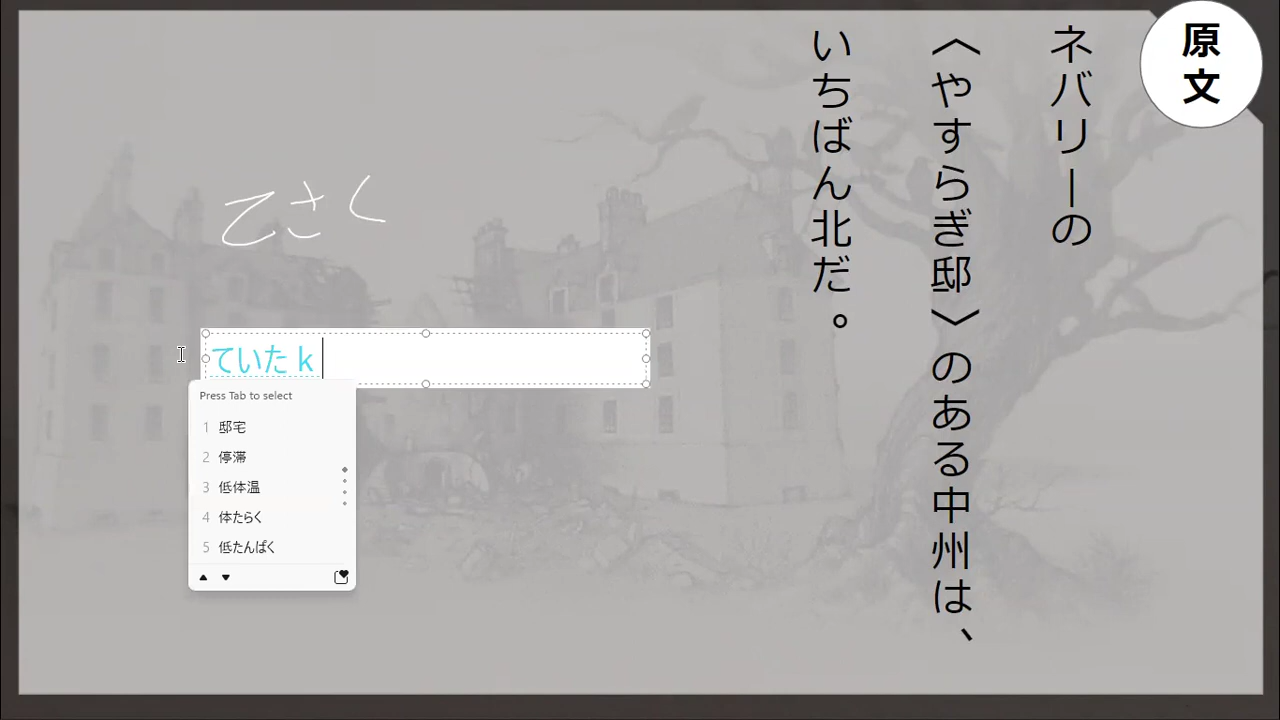 原文
ネバリーの
〈やすらぎ邸〉のある中州は、
いちばん北だ。
てさく
ていたk
Press Tab to select
1 邸宅
2 停滞
3 低体温
4 体たらく
5 低たんぱく